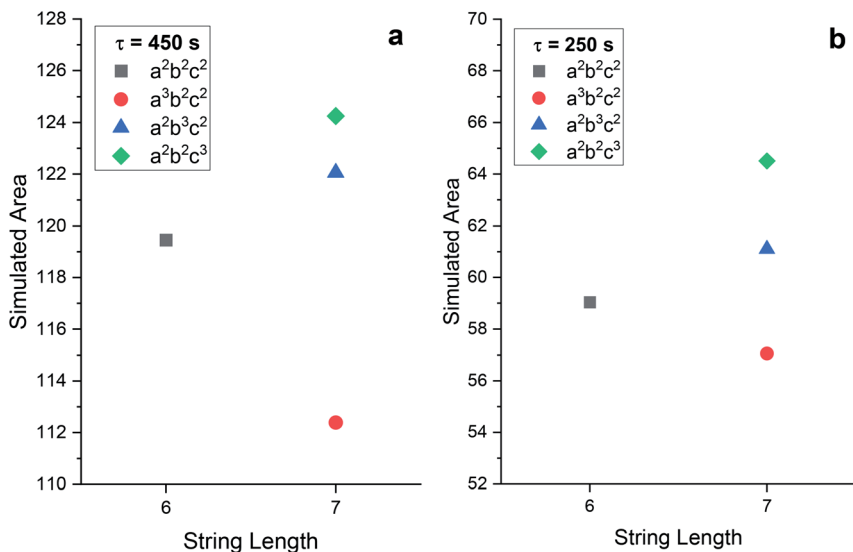 a
τ = 450 s
a²b²c²
a³b²c²
a²b³c²
a²b²c³
Simulated Area
128
126
124
122
120
118
116
114
112
110
6
7
String Length
b
τ = 250 s
a²b²c²
a³b²c²
a²b³c²
a²b²c³
Simulated Area
70
68
66
64
62
60
58
56
54
52
6
7
String Length